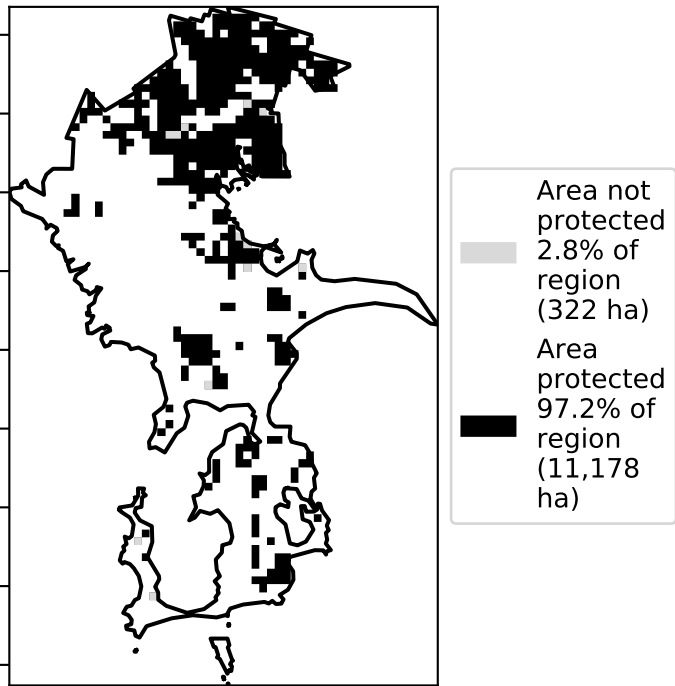 Area not
protected
2.8% of
region
(322 ha)
Area
protected
97.2% of
region
(11,178
ha)